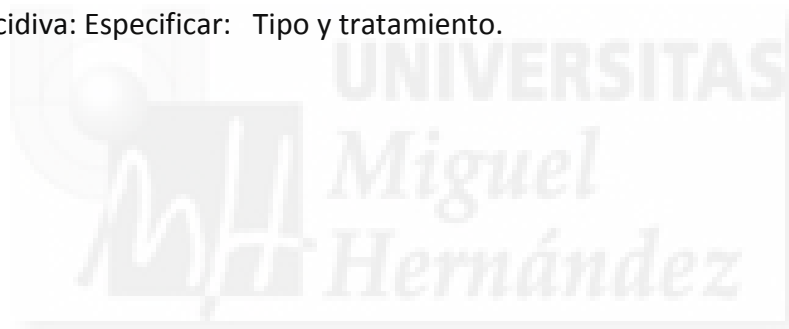 cidiva: Especificar: Tipo y tratamiento.
UNIVERSITAS
Miguel
Hernández